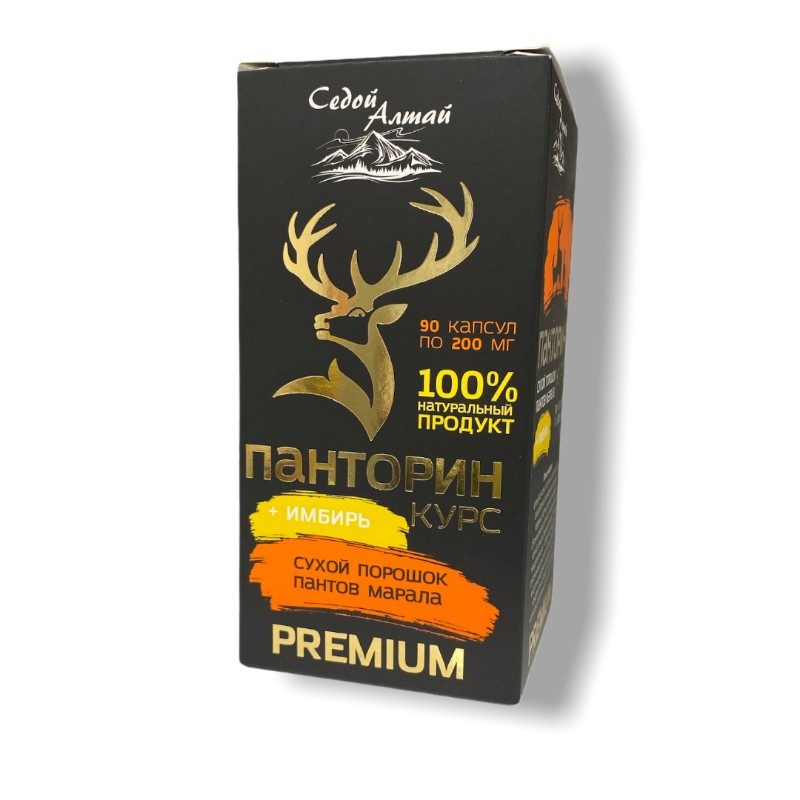 Седой
Алтай
90 капсул
по 200 мг
100%
натуральный
ПРОДУКТ
ПАНТОРИН
+ ИМБИРЬ
КУРС
СУХОЙ ПОРОШОК
ПАНТОВ МАРАЛА
PREMIUM